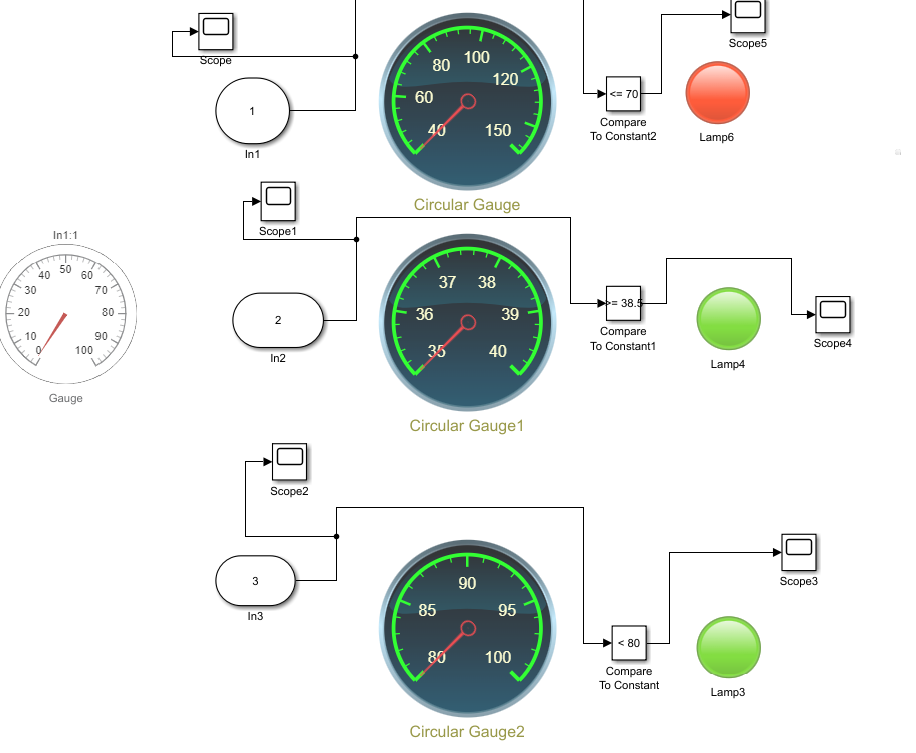 Scope
1
In1
40
60
80
100
120
150
Circular Gauge
<= 70
Compare
To Constant2
Scope5
Lamp6
Scope1
2
In2
In1:1
0
10
20
30
40
50
60
70
80
90
100
Gauge
35
36
37
38
39
40
Circular Gauge1
>= 38.5
Compare
To Constant1
Lamp4
Scope4
Scope2
3
In3
80
85
90
95
100
Circular Gauge2
< 80
Compare
To Constant
Scope3
Lamp3